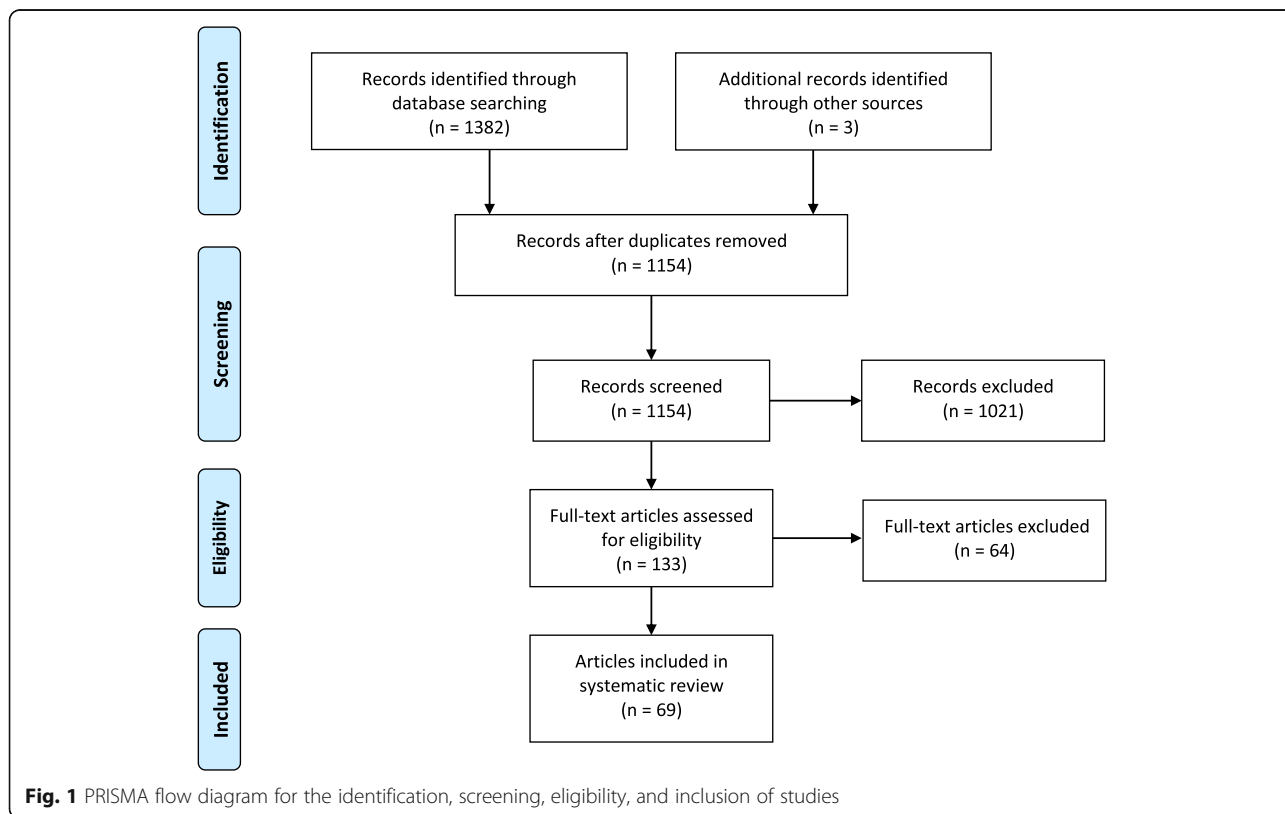 Identification
Records identified through
database searching
(n = 1382)
Additional records identified
through other sources
(n = 3)
Records after duplicates removed
(n = 1154)
Screening
Records screened
(n = 1154)
Records excluded
(n = 1021)
Eligibility
Full-text articles assessed
for eligibility
(n = 133)
Full-text articles excluded
(n = 64)
Included
Articles included in
systematic review
(n = 69)
Fig. 1 PRISMA flow diagram for the identification, screening, eligibility, and inclusion of studies